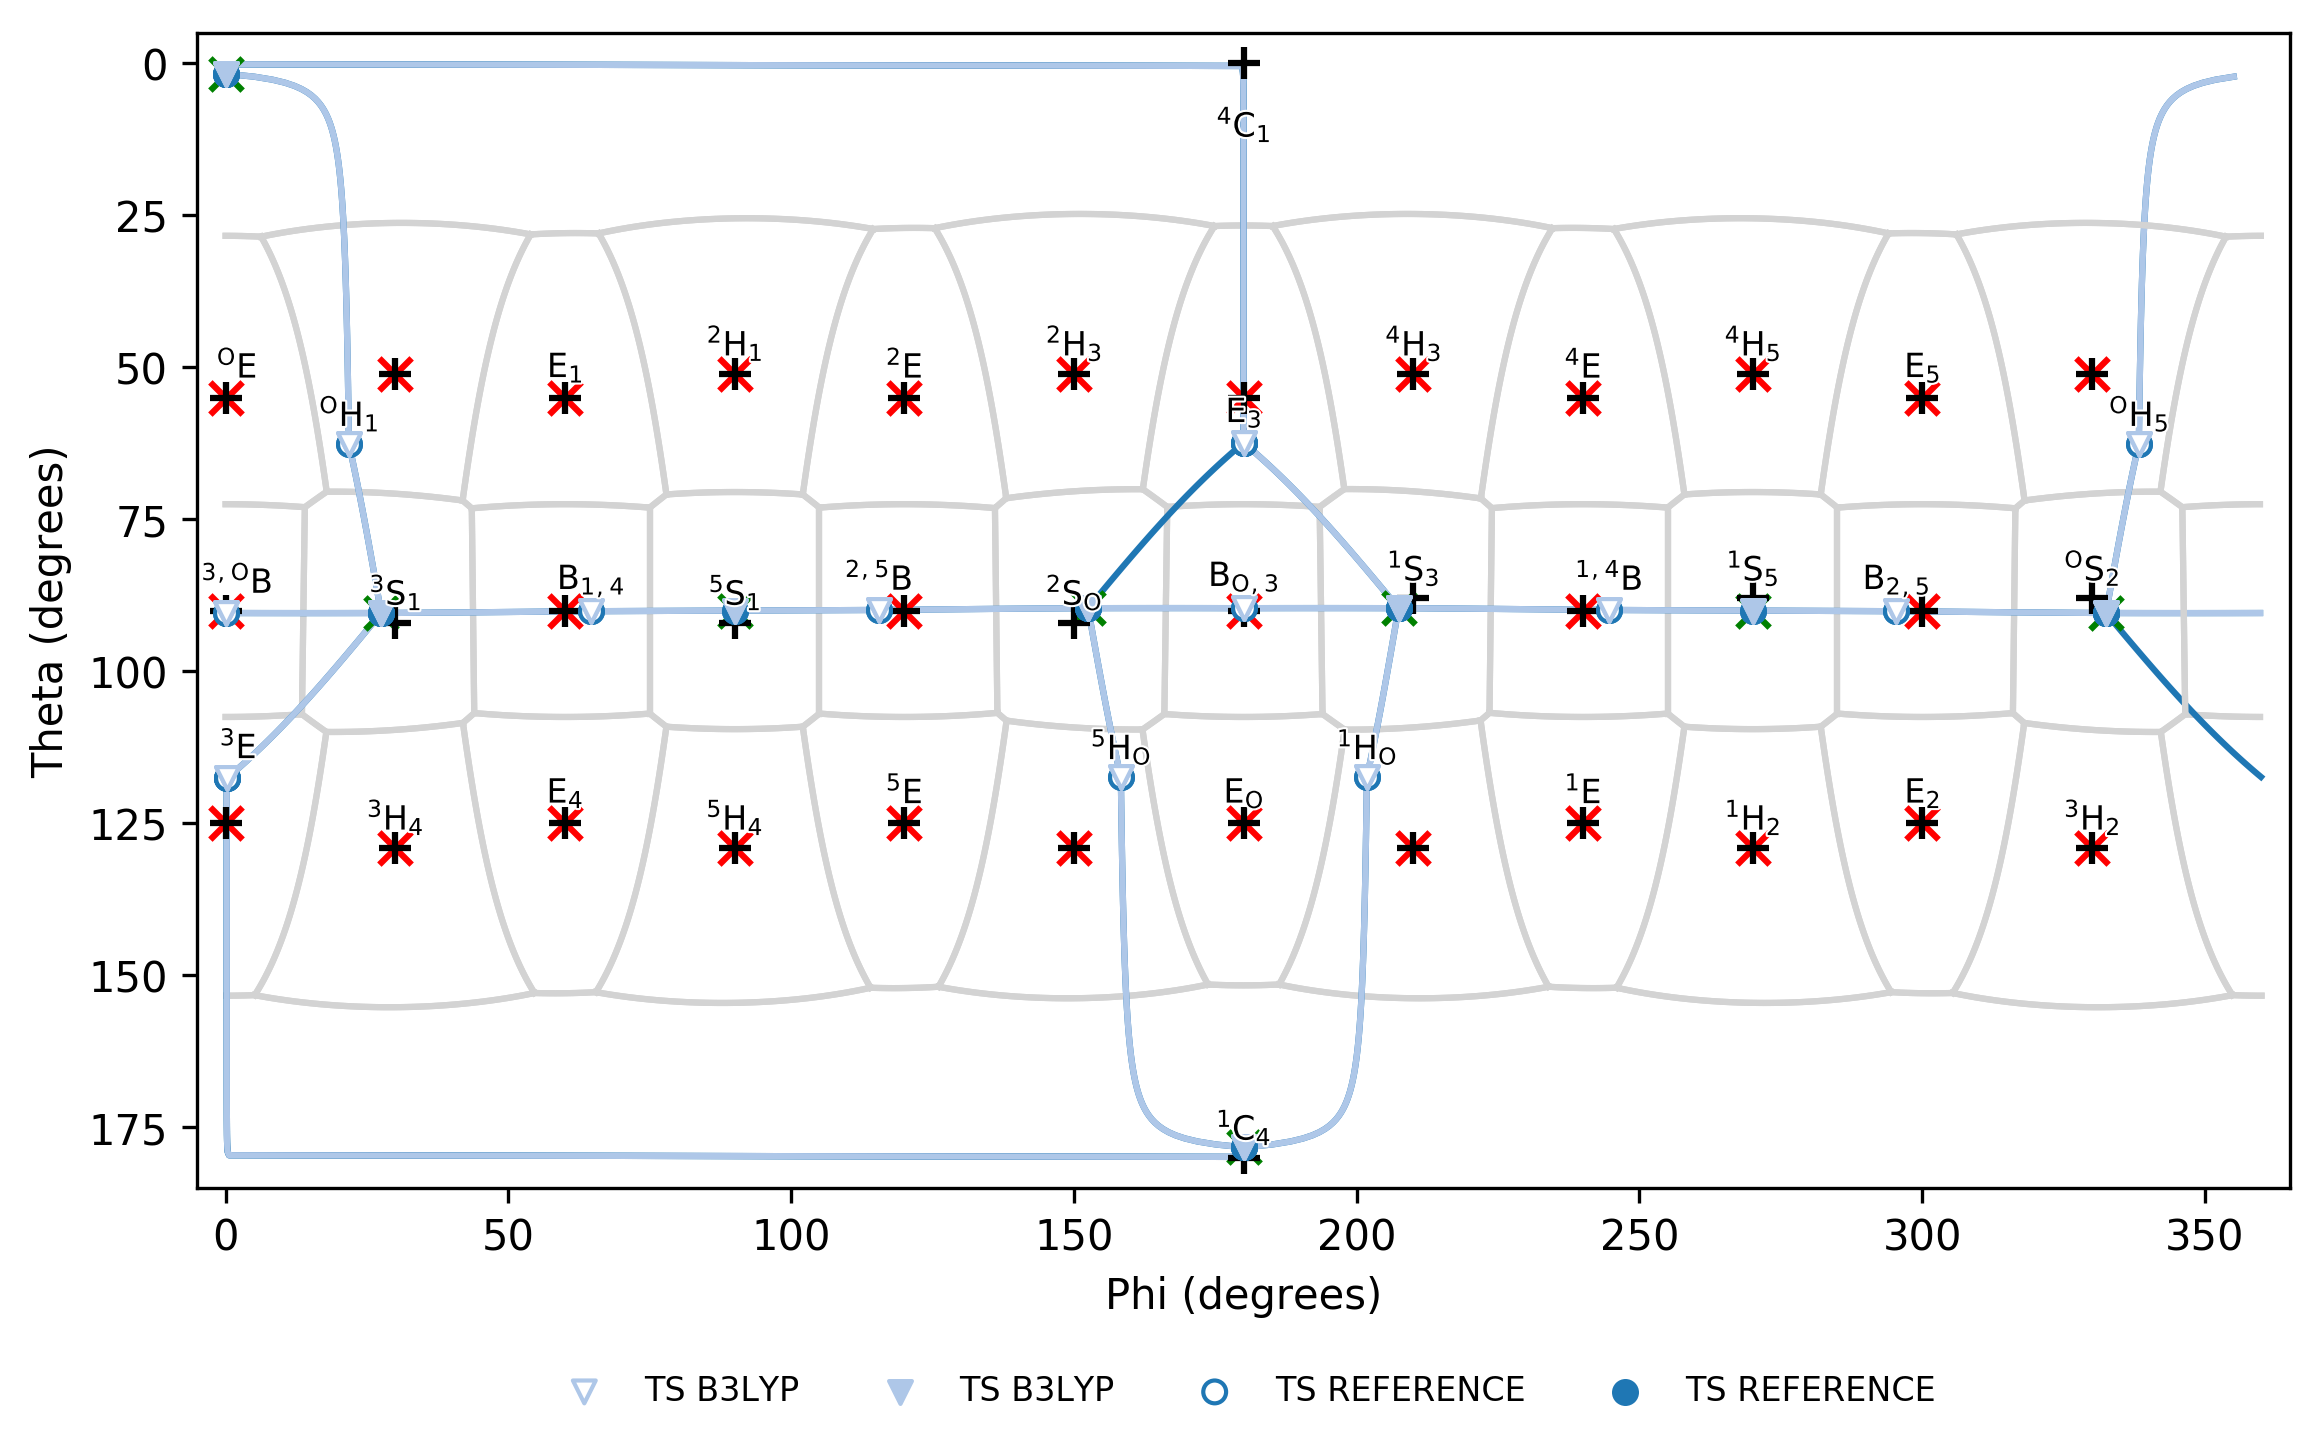 0
⁴C₁
25
²H₁ ²H₃ ⁴H₃ ⁴H₅
50
ᴼE E₁ ²E ⁴E E₅
ᴼH₁ E₃ ᴼH₅
75
³,ᴼB ³S₁ B₁,₄ ⁵S₁ ²,⁵B ²Sₒ Bₒ,₃ ¹S₃ ¹,⁴B ¹S₅ B₂,₅ ᴼS₂
100
³E ⁵Hₒ ¹Hₒ
E₄ ⁵E Eₒ ¹E E₂
125
³H₄ ⁵H₄ ¹H₂ ³H₂
150
175
¹C₄
Theta (degrees)
0 50 100 150 200 250 300 350
Phi (degrees)
TS B3LYP TS B3LYP TS REFERENCE TS REFERENCE